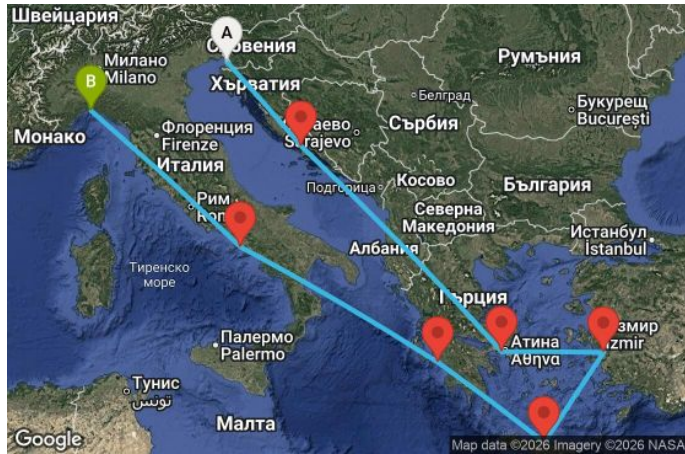 Швейцария
A
Словения
Милано
Milano
B
Хърватия
Румъния
Белград
Букурещ
București
Монако
Флоренция
Firenze
Италия
Sarajevo
Сърбия
Рим
Подгорица
Косово
България
Северна
Македония
Истанбул
İstanbul
Албания
Тиренско
море
Гърция
Палермо
Palermo
Атина
Αθήνα
Тунис
تونس
Малта
Google
Map data ©2026 Imagery ©2026 NASA